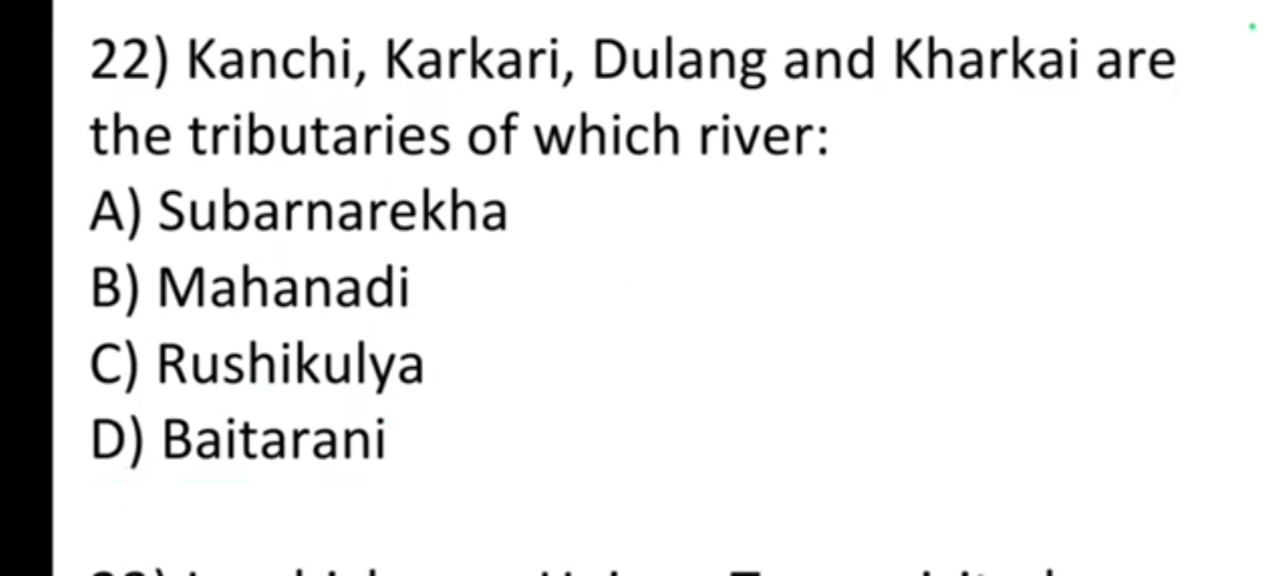 22) Kanchi, Karkari, Dulang and Kharkai are
the tributaries of which river:
A) Subarnarekha
B) Mahanadi
C) Rushikulya
D) Baitarani